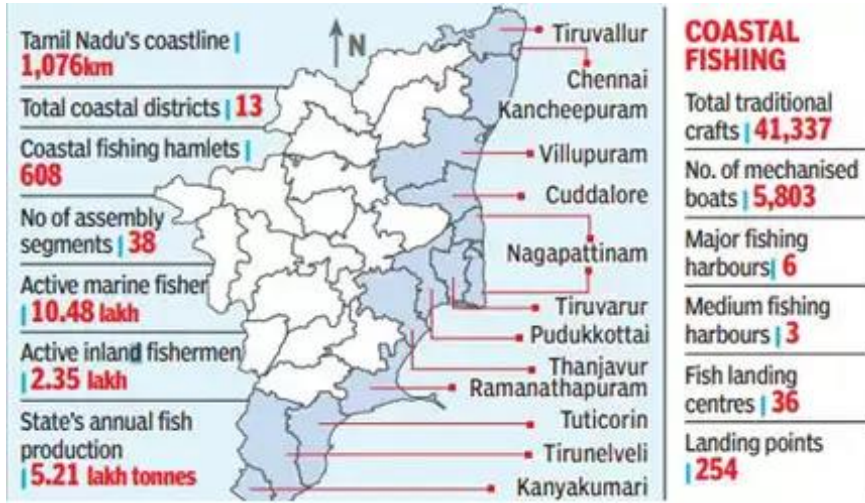 Tamil Nadu's coastline |
1,076km
Total coastal districts | 13
Coastal fishing hamlets |
608
No of assembly
segments | 38
Active marine fisher
| 10.48 lakh
Active inland fishermen
| 2.35 lakh
State's annual fish
production
| 5.21 lakh tonnes
N
Tiruvallur
Chennai
Kancheepuram
Villupuram
Cuddalore
Nagapattinam
Tiruvarur
Pudukkottai
Thanjavur
Ramanathapuram
Tuticorin
Tirunelveli
Kanyakumari
COASTAL
FISHING
Total traditional
crafts | 41,337
No. of mechanised
boats | 5,803
Major fishing
harbours | 6
Medium fishing
harbours | 3
Fish landing
centres | 36
Landing points
| 254